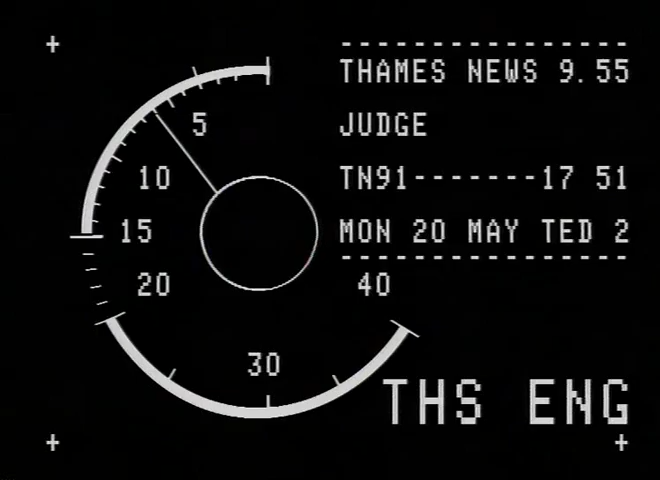 THAMES NEWS 9.55
JUDGE
TN91-------17 51
MON 20 MAY TED 2
5
10
15
20
30
40
THS ENG